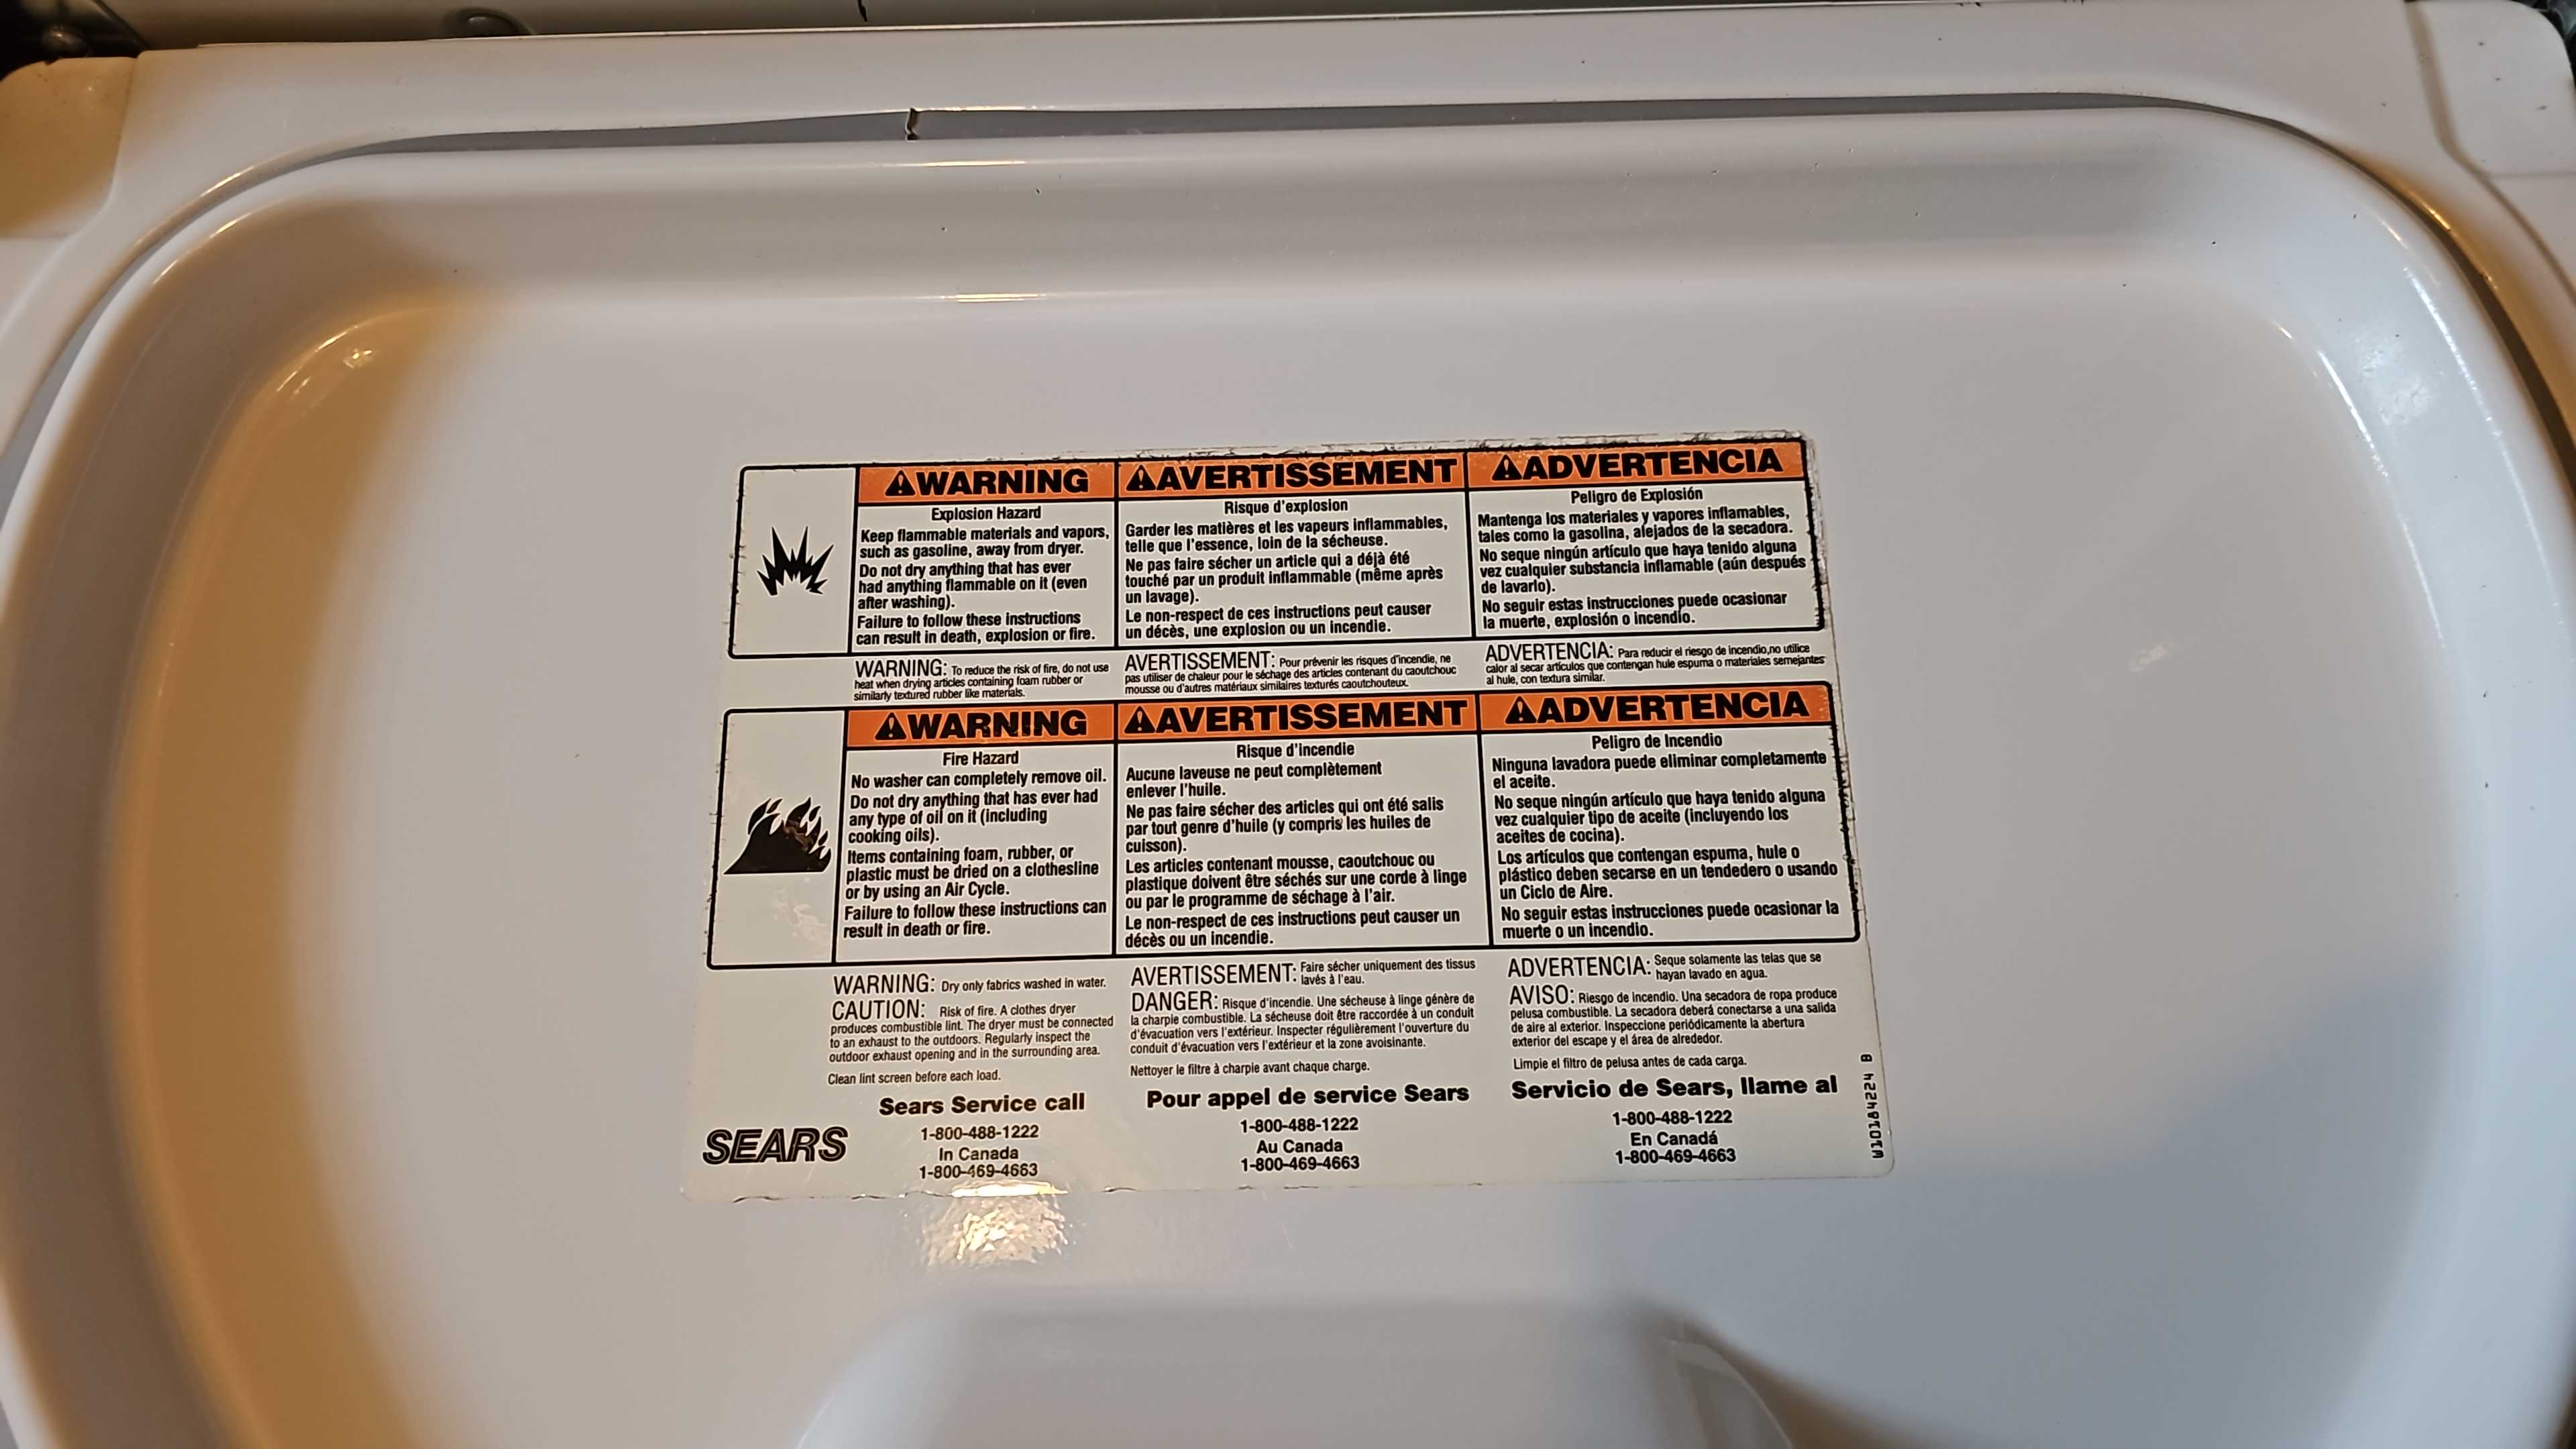 WARNING
Explosion Hazard
Keep flammable materials and vapors,
such as gasoline, away from dryer.
Do not dry anything that has ever
had anything flammable on it (even
after washing).
Failure to follow these instructions
can result in death, explosion or fire.
AVERTISSEMENT
Risque d'explosion
Garder les matières et les vapeurs inflammables,
telle que l'essence, loin de la sécheuse.
Ne pas faire sécher un article qui a déjà été
touché par un produit inflammable (même après
un lavage).
Le non-respect de ces instructions peut causer
un décès, une explosion ou un incendie.
ADVERTENCIA
Peligro de Explosión
Mantenga los materiales y vapores inflamables,
tales como la gasolina, alejados de la secadora.
No seque ningún artículo que haya tenido alguna
vez cualquier substancia inflamable (aún después
de lavarlo).
No seguir estas instrucciones puede ocasionar
la muerte, explosión o incendio.
WARNING: To reduce the risk of fire, do not use
heat when drying articles containing foam rubber or
similarly textured rubber like materials.
AVERTISSEMENT: Pour prévenir les risques d'incendie, ne
pas utiliser de chaleur pour le séchage des articles contenant du caoutchouc
mousse ou d'autres matériaux similaires texturés caoutchouteux.
ADVERTENCIA: Para reducir el riesgo de incendio,no utilice
calor al secar artículos que contengan hule espuma o materiales semejantes
al hule, con textura similar.
WARNING
Fire Hazard
No washer can completely remove oil.
Do not dry anything that has ever had
any type of oil on it (including
cooking oils).
Items containing foam, rubber, or
plastic must be dried on a clothesline
or by using an Air Cycle.
Failure to follow these instructions can
result in death or fire.
AVERTISSEMENT
Risque d'incendie
Aucune laveuse ne peut complètement
enlever l'huile.
Ne pas faire sécher des articles qui ont été salis
par tout genre d'huile (y compris les huiles de
cuisson).
Les articles contenant mousse, caoutchouc ou
plastique doivent être séchés sur une corde à linge
ou par le programme de séchage à l'air.
Le non-respect de ces instructions peut causer un
décès ou un incendie.
ADVERTENCIA
Peligro de Incendio
Ninguna lavadora puede eliminar completamente
el aceite.
No seque ningún artículo que haya tenido alguna
vez cualquier tipo de aceite (incluyendo los
aceites de cocina).
Los artículos que contengan espuma, hule o
plástico deben secarse en un tendedero o usando
un Ciclo de Aire.
No seguir estas instrucciones puede ocasionar la
muerte o un incendio.
WARNING: Dry only fabrics washed in water.
CAUTION: Risk of fire. A clothes dryer
produces combustible lint. The dryer must be connected
to an exhaust to the outdoors. Regularly inspect the
outdoor exhaust opening and in the surrounding area.
Clean lint screen before each load.
AVERTISSEMENT: Faire sécher uniquement des tissus
lavés à l'eau.
DANGER: Risque d'incendie. Une sécheuse à linge génère de
la charpie combustible. La sécheuse doit être raccordée à un conduit
d'évacuation vers l'extérieur. Inspecter régulièrement l'ouverture du
conduit d'évacuation vers l'extérieur et la zone avoisinante.
Nettoyer le filtre à charpie avant chaque charge.
ADVERTENCIA: Seque solamente las telas que se
hayan lavado en agua.
AVISO: Riesgo de incendio. Una secadora de ropa produce
pelusa combustible. La secadora deberá conectarse a una salida
de aire al exterior. Inspeccione periódicamente la abertura
exterior del escape y el área de alrededor.
Limpie el filtro de pelusa antes de cada carga.
SEARS
Sears Service call
1-800-488-1222
In Canada
1-800-469-4663
Pour appel de service Sears
1-800-488-1222
Au Canada
1-800-469-4663
Servicio de Sears, llame al
1-800-488-1222
En Canadá
1-800-469-4663
W10184224 B